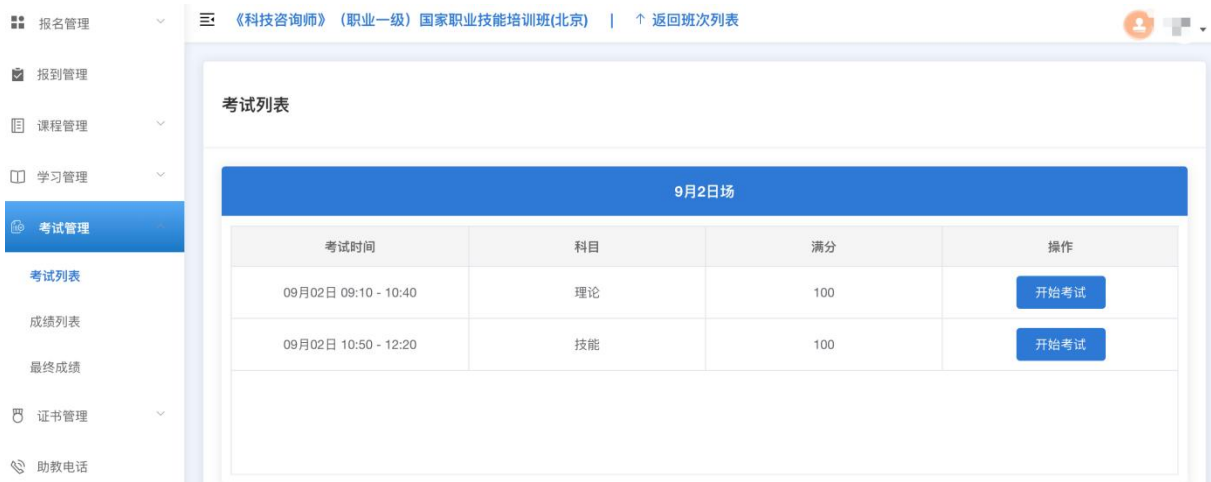 报名管理
报到管理
课程管理
学习管理
考试管理
考试列表
成绩列表
最终成绩
证书管理
助教电话
《科技咨询师》（职业一级）国家职业技能培训班(北京) | ↑ 返回班次列表
考试列表
9月2日场
考试时间 科目 满分 操作
09月02日 09:10 - 10:40 理论 100 开始考试
09月02日 10:50 - 12:20 技能 100 开始考试